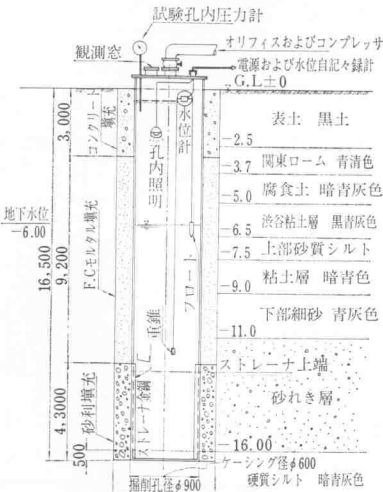 試験孔内圧力計
オリフィスおよびコンプレッサ
観測窓
電源および水位自記々録計
G.L±0
3,000
コンクリート填充
水位計
孔内照明
表土 黒土
2.5
3.7 関東ローム 青清色
5.0 腐食土 暗青灰色
地下水位
-6.00
6.5 渋谷粘土層 黒青灰色
7.5 上部砂質シルト
16,500
9,200
F.Cモルタル填充
フロート
9.0 粘土層 暗青色
下部細砂 青灰色
重錘
11.0
ストレーナ上端
砂れき層
4,3000
砂利填充
ストレーナ金鋼
500
16.00
ケーシング径φ600
掘削孔径φ900
硬質シルト 暗青灰色